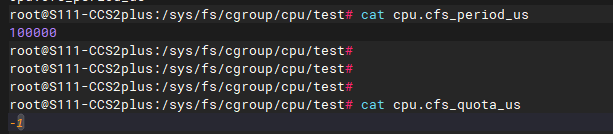 root@S111-CCS2plus:/sys/fs/cgroup/cpu/test# cat cpu.cfs_period_us
100000
root@S111-CCS2plus:/sys/fs/cgroup/cpu/test#
root@S111-CCS2plus:/sys/fs/cgroup/cpu/test#
root@S111-CCS2plus:/sys/fs/cgroup/cpu/test#
root@S111-CCS2plus:/sys/fs/cgroup/cpu/test# cat cpu.cfs_quota_us
-1